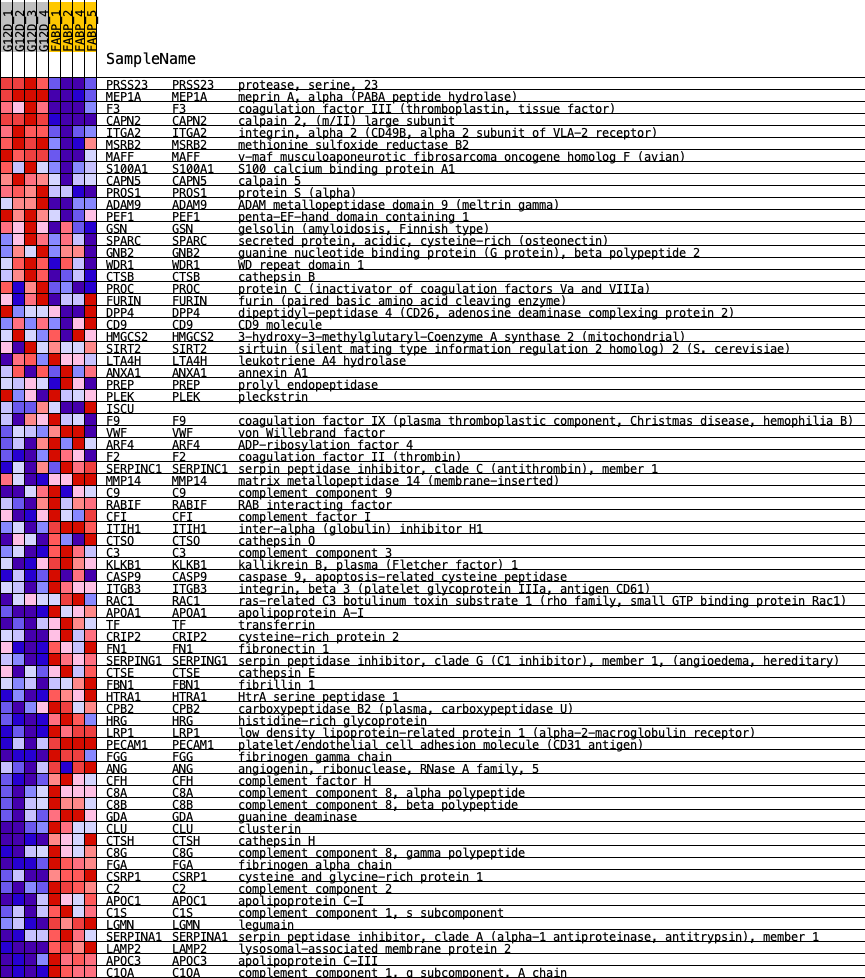 G12D_1 G12D_2 G12D_3 G12D_4 FABP_1 FABP_2 FABP_4 FABP_5
SampleName
PRSS23 PRSS23 protease, serine, 23
MEP1A MEP1A meprin A, alpha (PABA peptide hydrolase)
F3 F3 coagulation factor III (thromboplastin, tissue factor)
CAPN2 CAPN2 calpain 2, (m/II) large subunit
ITGA2 ITGA2 integrin, alpha 2 (CD49B, alpha 2 subunit of VLA-2 receptor)
MSRB2 MSRB2 methionine sulfoxide reductase B2
MAFF MAFF v-maf musculoaponeurotic fibrosarcoma oncogene homolog F (avian)
S100A1 S100A1 S100 calcium binding protein A1
CAPN5 CAPN5 calpain 5
PROS1 PROS1 protein S (alpha)
ADAM9 ADAM9 ADAM metallopeptidase domain 9 (meltrin gamma)
PEF1 PEF1 penta-EF-hand domain containing 1
GSN GSN gelsolin (amyloidosis, Finnish type)
SPARC SPARC secreted protein, acidic, cysteine-rich (osteonectin)
GNB2 GNB2 guanine nucleotide binding protein (G protein), beta polypeptide 2
WDR1 WDR1 WD repeat domain 1
CTSB CTSB cathepsin B
PROC PROC protein C (inactivator of coagulation factors Va and VIIIa)
FURIN FURIN furin (paired basic amino acid cleaving enzyme)
DPP4 DPP4 dipeptidyl-peptidase 4 (CD26, adenosine deaminase complexing protein 2)
CD9 CD9 CD9 molecule
HMGCS2 HMGCS2 3-hydroxy-3-methylglutaryl-Coenzyme A synthase 2 (mitochondrial)
SIRT2 SIRT2 sirtuin (silent mating type information regulation 2 homolog) 2 (S. cerevisiae)
LTA4H LTA4H leukotriene A4 hydrolase
ANXA1 ANXA1 annexin A1
PREP PREP prolyl endopeptidase
PLEK PLEK pleckstrin
ISCU
F9 F9 coagulation factor IX (plasma thromboplastic component, Christmas disease, hemophilia B)
VWF VWF von Willebrand factor
ARF4 ARF4 ADP-ribosylation factor 4
F2 F2 coagulation factor II (thrombin)
SERPINC1 SERPINC1 serpin peptidase inhibitor, clade C (antithrombin), member 1
MMP14 MMP14 matrix metallopeptidase 14 (membrane-inserted)
C9 C9 complement component 9
RABIF RABIF RAB interacting factor
CFI CFI complement factor I
ITIH1 ITIH1 inter-alpha (globulin) inhibitor H1
CTSO CTSO cathepsin O
C3 C3 complement component 3
KLKB1 KLKB1 kallikrein B, plasma (Fletcher factor) 1
CASP9 CASP9 caspase 9, apoptosis-related cysteine peptidase
ITGB3 ITGB3 integrin, beta 3 (platelet glycoprotein IIIa, antigen CD61)
RAC1 RAC1 ras-related C3 botulinum toxin substrate 1 (rho family, small GTP binding protein Rac1)
APOA1 APOA1 apolipoprotein A-I
TF TF transferrin
CRIP2 CRIP2 cysteine-rich protein 2
FN1 FN1 fibronectin 1
SERPING1 SERPING1 serpin peptidase inhibitor, clade G (C1 inhibitor), member 1, (angioedema, hereditary)
CTSE CTSE cathepsin E
FBN1 FBN1 fibrillin 1
HTRA1 HTRA1 HtrA serine peptidase 1
CPB2 CPB2 carboxypeptidase B2 (plasma, carboxypeptidase U)
HRG HRG histidine-rich glycoprotein
LRP1 LRP1 low density lipoprotein-related protein 1 (alpha-2-macroglobulin receptor)
PECAM1 PECAM1 platelet/endothelial cell adhesion molecule (CD31 antigen)
FGG FGG fibrinogen gamma chain
ANG ANG angiogenin, ribonuclease, RNase A family, 5
CFH CFH complement factor H
C8A C8A complement component 8, alpha polypeptide
C8B C8B complement component 8, beta polypeptide
GDA GDA guanine deaminase
CLU CLU clusterin
CTSH CTSH cathepsin H
C8G C8G complement component 8, gamma polypeptide
FGA FGA fibrinogen alpha chain
CSRP1 CSRP1 cysteine and glycine-rich protein 1
C2 C2 complement component 2
APOC1 APOC1 apolipoprotein C-I
C1S C1S complement component 1, s subcomponent
LGMN LGMN legumain
SERPINA1 SERPINA1 serpin peptidase inhibitor, clade A (alpha-1 antiproteinase, antitrypsin), member 1
LAMP2 LAMP2 lysosomal-associated membrane protein 2
APOC3 APOC3 apolipoprotein C-III
C1QA C1QA complement component 1, q subcomponent, A chain